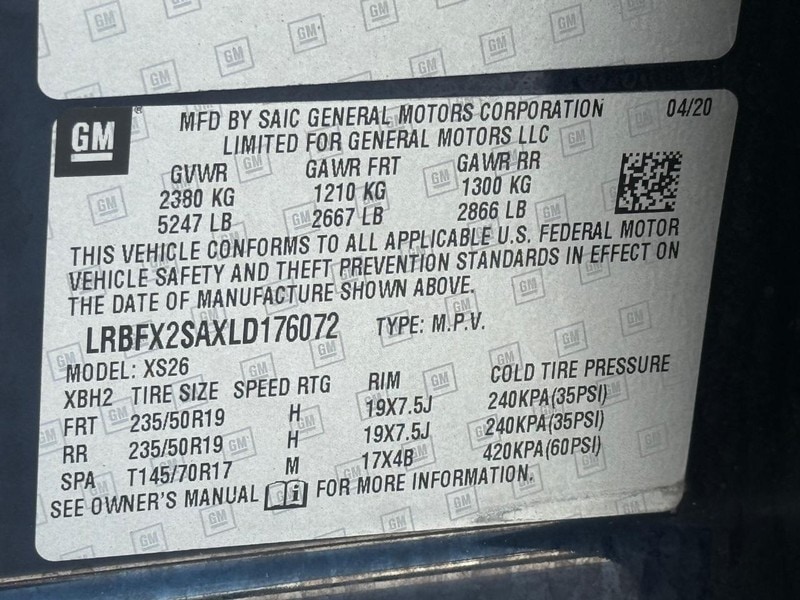 GM
MFD BY SAIC GENERAL MOTORS CORPORATION 04/20
LIMITED FOR GENERAL MOTORS LLC
GVWR GAWR FRT GAWR RR
2380 KG 1210 KG 1300 KG
5247 LB 2667 LB 2866 LB
THIS VEHICLE CONFORMS TO ALL APPLICABLE U.S. FEDERAL MOTOR
VEHICLE SAFETY AND THEFT PREVENTION STANDARDS IN EFFECT ON
THE DATE OF MANUFACTURE SHOWN ABOVE.
LRBFX2SAXLD176072 TYPE: M.P.V.
MODEL: XS26
XBH2 TIRE SIZE SPEED RTG RIM COLD TIRE PRESSURE
FRT 235/50R19 H 19X7.5J 240KPA(35PSI)
RR 235/50R19 H 19X7.5J 240KPA(35PSI)
SPA T145/70R17 M 17X4B 420KPA(60PSI)
SEE OWNER'S MANUAL FOR MORE INFORMATION.